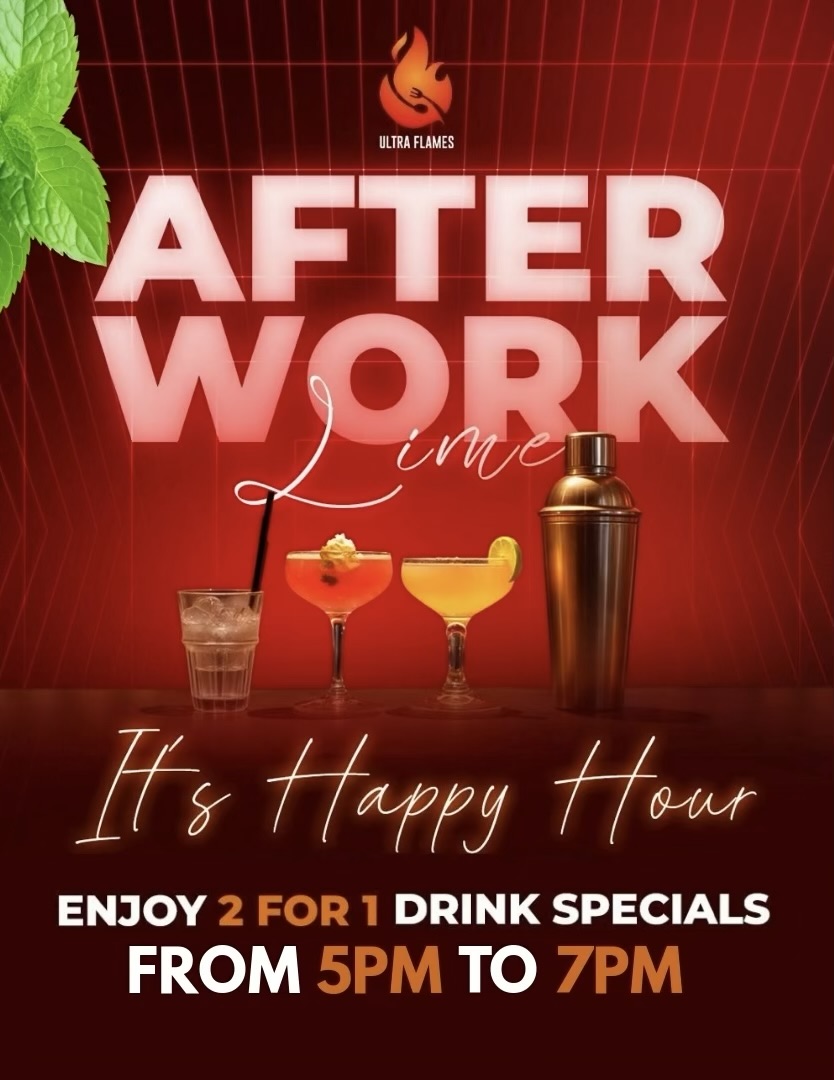 ULTRA FLAMES
AFTER
WORK
Lime
It's Happy Hour
ENJOY 2 FOR 1 DRINK SPECIALS
FROM 5PM TO 7PM